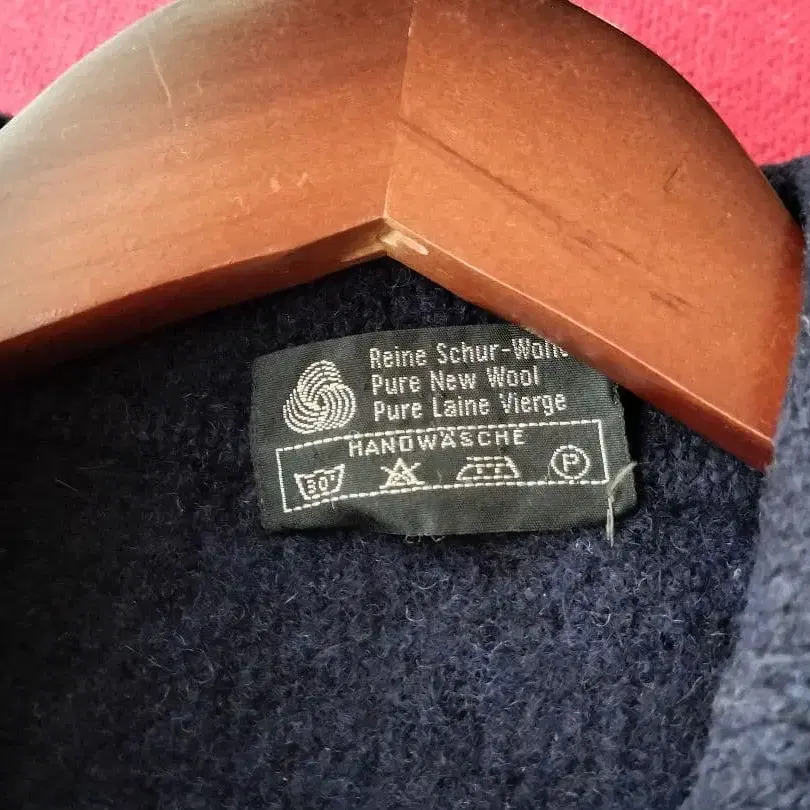 Reine Schur-Wolle
Pure New Wool
Pure Laine Vierge
HANDWÄSCHE
30° P